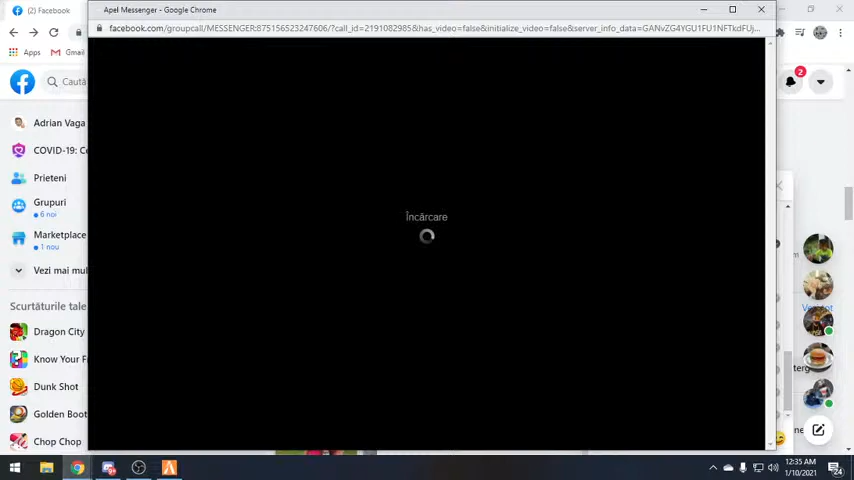 (2) Facebook
Apel Messenger - Google Chrome
facebook.com/groupcall/MESSENGER:875156523247606/?call_id=2191082985&has_video=false&initialize_video=false&server_info_data=GANvZG4YGU1FU1NFTkdFUj...
Apps
Gmail
Caută
2
Adrian Vaga
COVID-19: Ce
Prieteni
Grupuri
6 noi
Marketplace
1 nou
Vezi mai mul
Încărcare
Scurtăturile tale
Dragon City
Know Your F
Dunk Shot
Golden Boot
Chop Chop
12:35 AM
1/10/2021
24